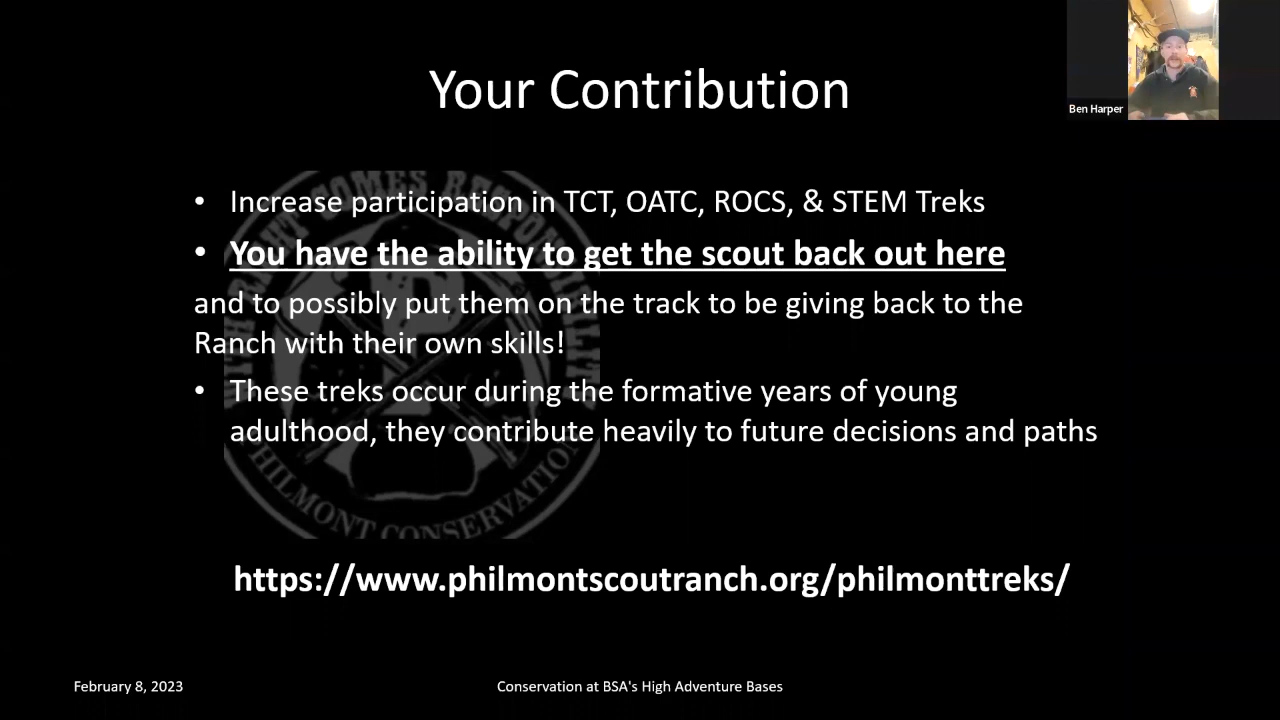 Your Contribution
Ben Harper
• Increase participation in TCT, OATC, ROCS, & STEM Treks
• You have the ability to get the scout back out here
and to possibly put them on the track to be giving back to the
Ranch with their own skills!
• These treks occur during the formative years of young
adulthood, they contribute heavily to future decisions and paths
PHILMONT CONSERVATION
https://www.philmontscoutranch.org/philmonttreks/
February 8, 2023
Conservation at BSA's High Adventure Bases